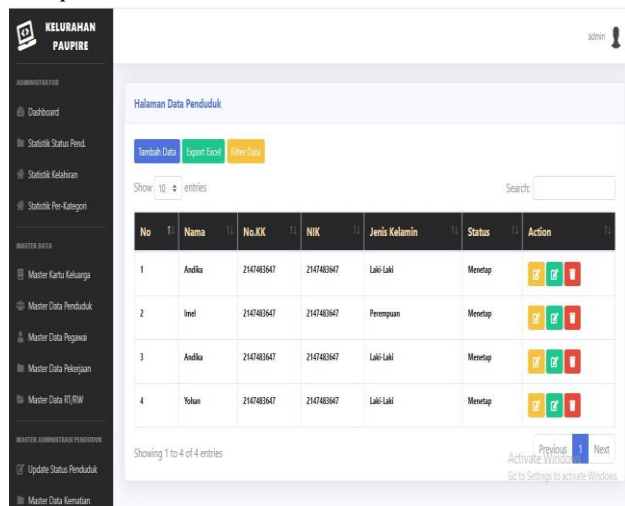 KELURAHAN
PAUPIRE
admin
ADMINISTRATOR
Dashboard
Statistik Status Pend.
Statistik Kelahiran
Statistik Per-Kategori
MASTER DATA
Master Kartu Keluarga
Master Data Penduduk
Master Data Pegawai
Master Data Pekerjaan
Master Data RT/RW
MASTER ADMINISTRASI PENDUDUK
Update Status Penduduk
Master Data Kematian
Halaman Data Penduduk
Tambah Data Export Excel Filter Data
Show 10 entries Search:
No Nama No.KK NIK Jenis Kelamin Status Action
1 Andika 2147483647 2147483647 Laki-Laki Menetap
2 Imel 2147483647 2147483647 Perempuan Menetap
3 Andika 2147483647 2147483647 Laki-Laki Menetap
4 Yohan 2147483647 2147483647 Laki-Laki Menetap
Showing 1 to 4 of 4 entries Previous 1 Next
Activate Windows
Go to Settings to activate Windows.